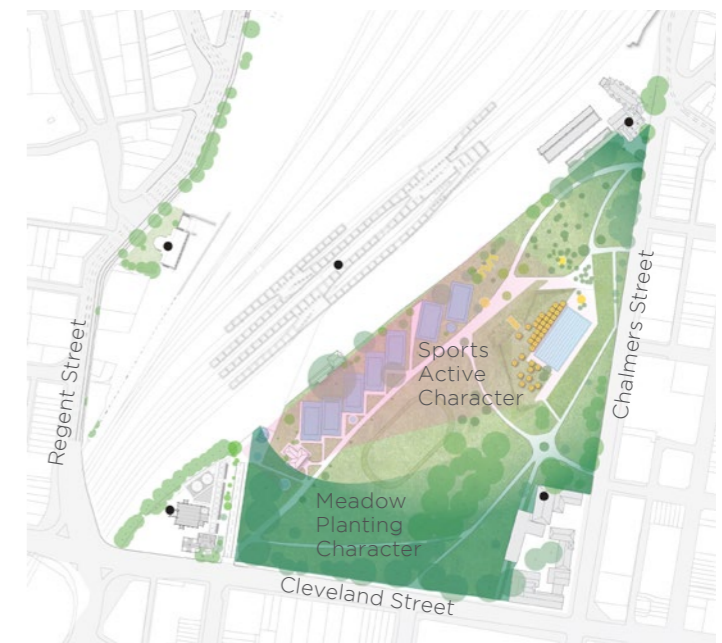 Regent Street
Chalmers Street
Sports
Active
Character
Meadow
Planting
Character
Cleveland Street